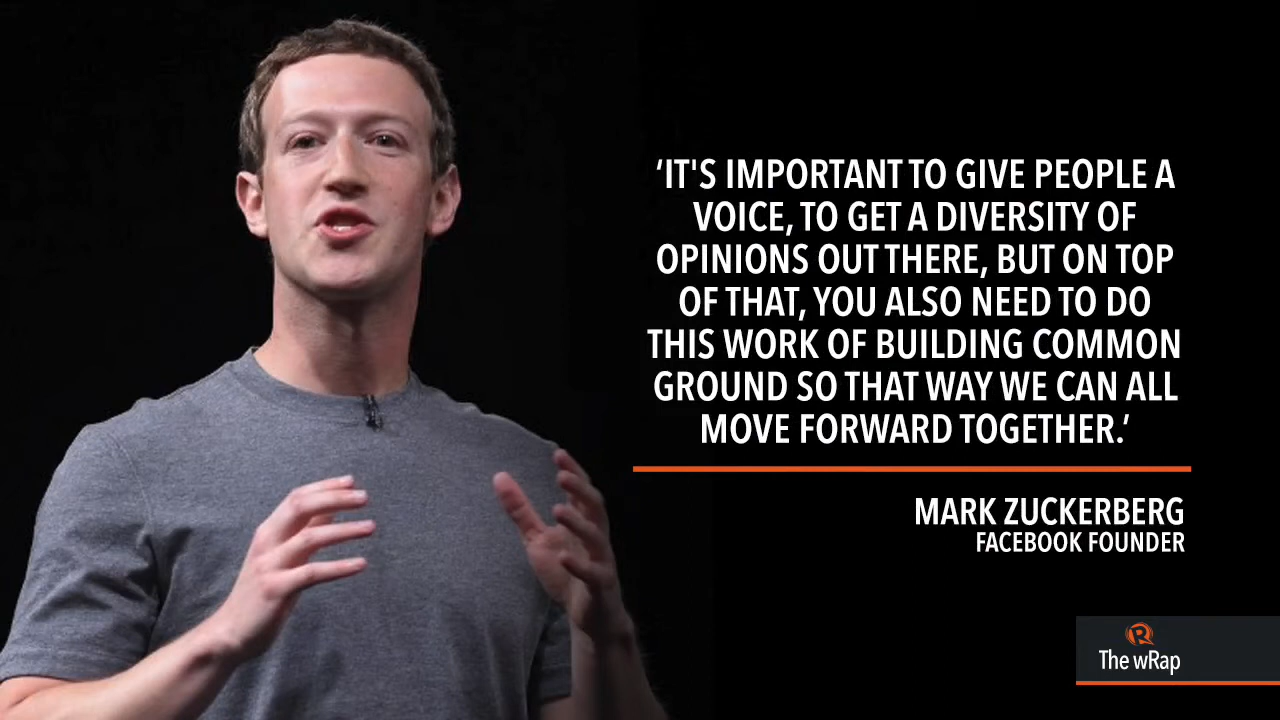 ‘IT'S IMPORTANT TO GIVE PEOPLE A
VOICE, TO GET A DIVERSITY OF
OPINIONS OUT THERE, BUT ON TOP
OF THAT, YOU ALSO NEED TO DO
THIS WORK OF BUILDING COMMON
GROUND SO THAT WAY WE CAN ALL
MOVE FORWARD TOGETHER.‘
MARK ZUCKERBERG
FACEBOOK FOUNDER
R
The wRap